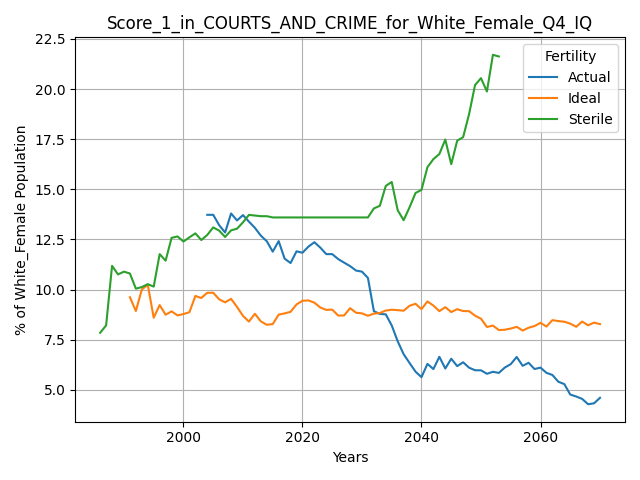 Score_1_in_COURTS_AND_CRIME_for_White_Female_Q4_IQ
% of White_Female Population
22.5
20.0
17.5
15.0
12.5
10.0
7.5
5.0
Fertility
Actual
Ideal
Sterile
2000
2020
2040
2060
Years